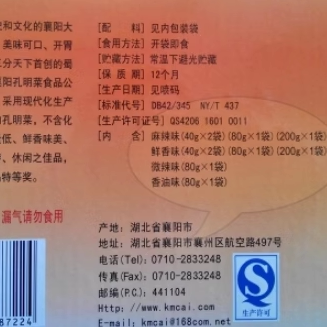 史和文化的襄阳大
美味可口、开胃
三分天下首创的蜀
襄阳孔明菜食品公
采用现代化生产
孔明菜，不含化
低、鲜香味美、
、休闲之佳品，
品特等奖。
漏气请勿食用
87224
[配　　料] 见内包装袋
[食用方法] 开袋即食
[贮藏方法] 常温下避光贮藏
[保 质 期] 12个月
[生产日期] 见喷码
[标准代号] DB42/345 NY/T 437
[生产许可证号] QS4206 1601 0011
[内　　含] 麻辣味(40g×2袋)(80g×1袋)(200g×1袋)
鲜香味(40g×2袋)(80g×1袋)(200g×1袋)
微辣味(80g×1袋)
香油味(80g×1袋)
产地：湖北省襄阳市
地址：湖北省襄阳市襄州区航空路497号
电话(Tel)：0710-2833248
传真(Fax)：0710-2833248
邮编(P.C)：441104
Http://www.kmcai.com
E-mail：kmcai@168com.net
生产许可